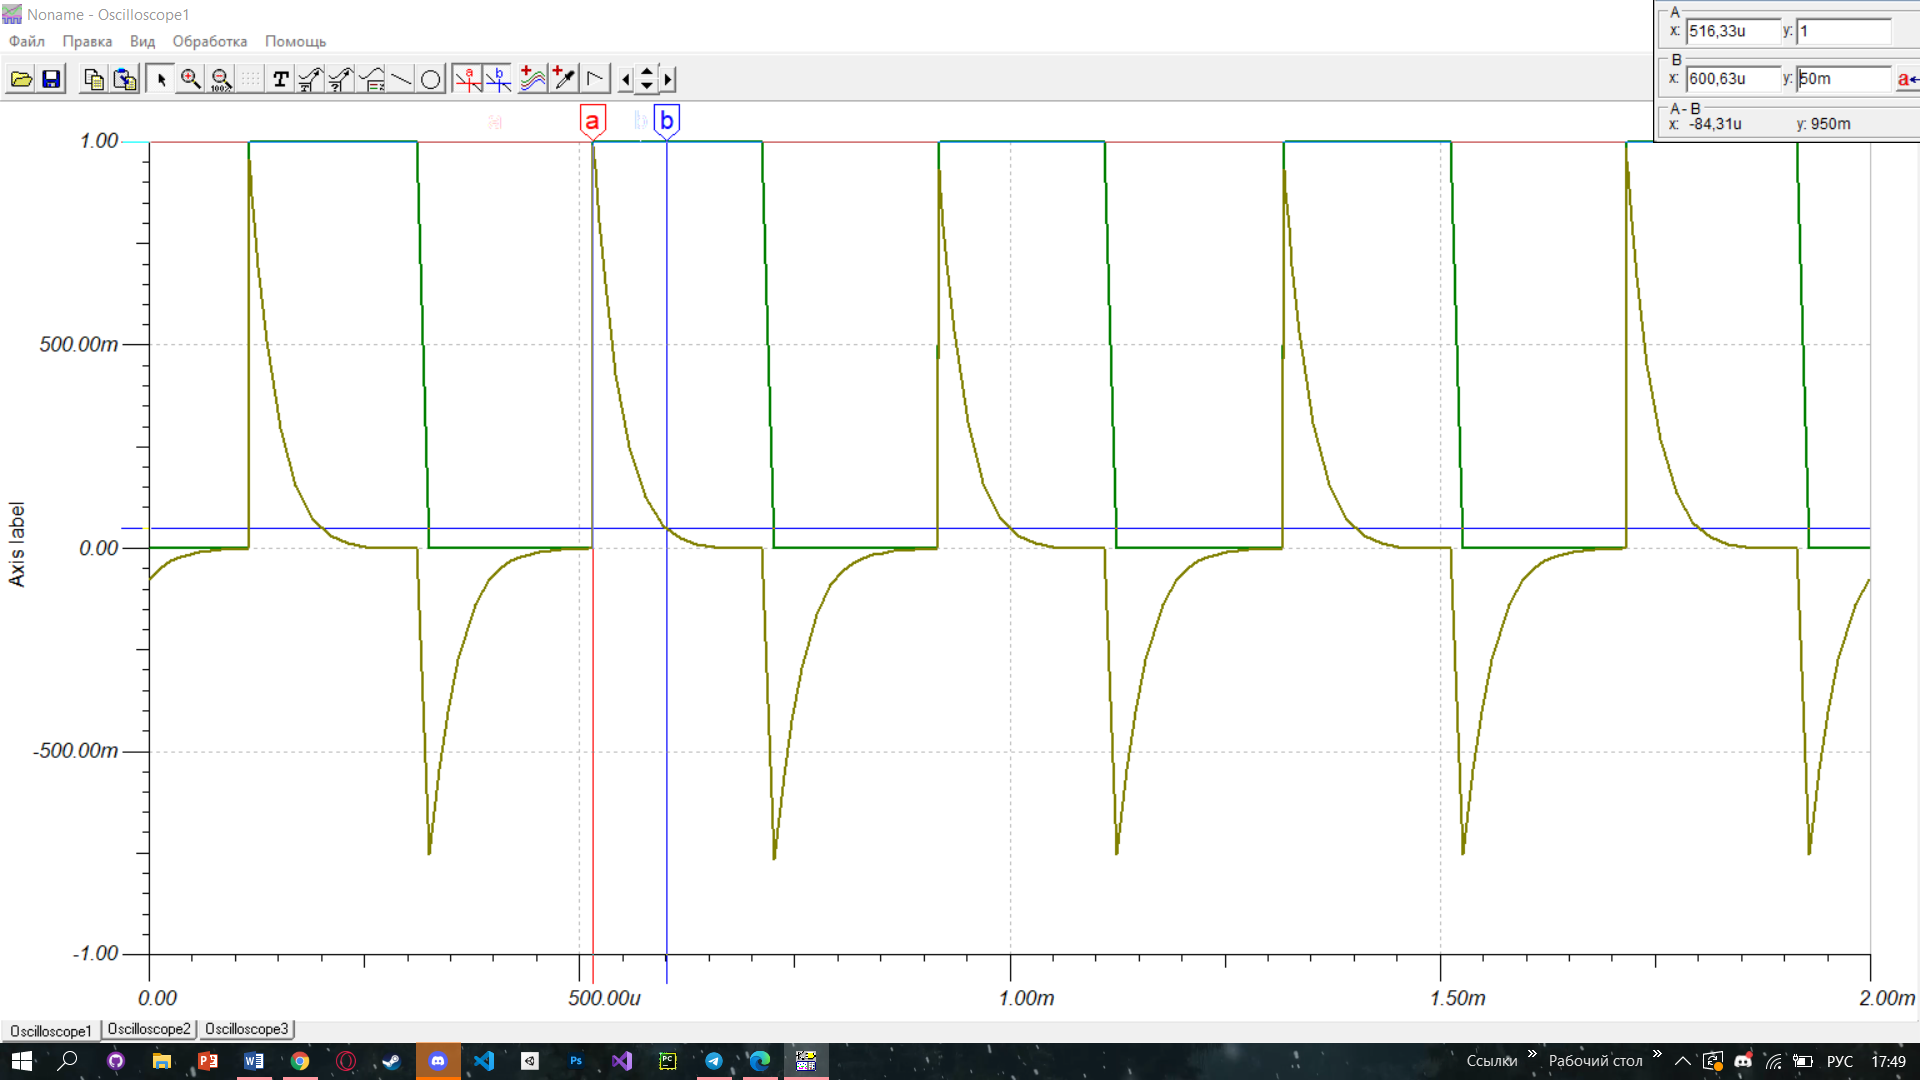 Noname - Oscilloscope1
Файл Правка Вид Обработка Помощь
A
x: 516,33u y: 1
B
x: 600,63u y: 50m a
A - B
x: -84,31u y: 950m
T 100% T ? a b
a a b b
1.00
500.00m
0.00
-500.00m
-1.00
Axis label
0.00 500.00u 1.00m 1.50m 2.00m
Oscilloscope1 Oscilloscope2 Oscilloscope3
Ссылки » Рабочий стол » РУС 17:49